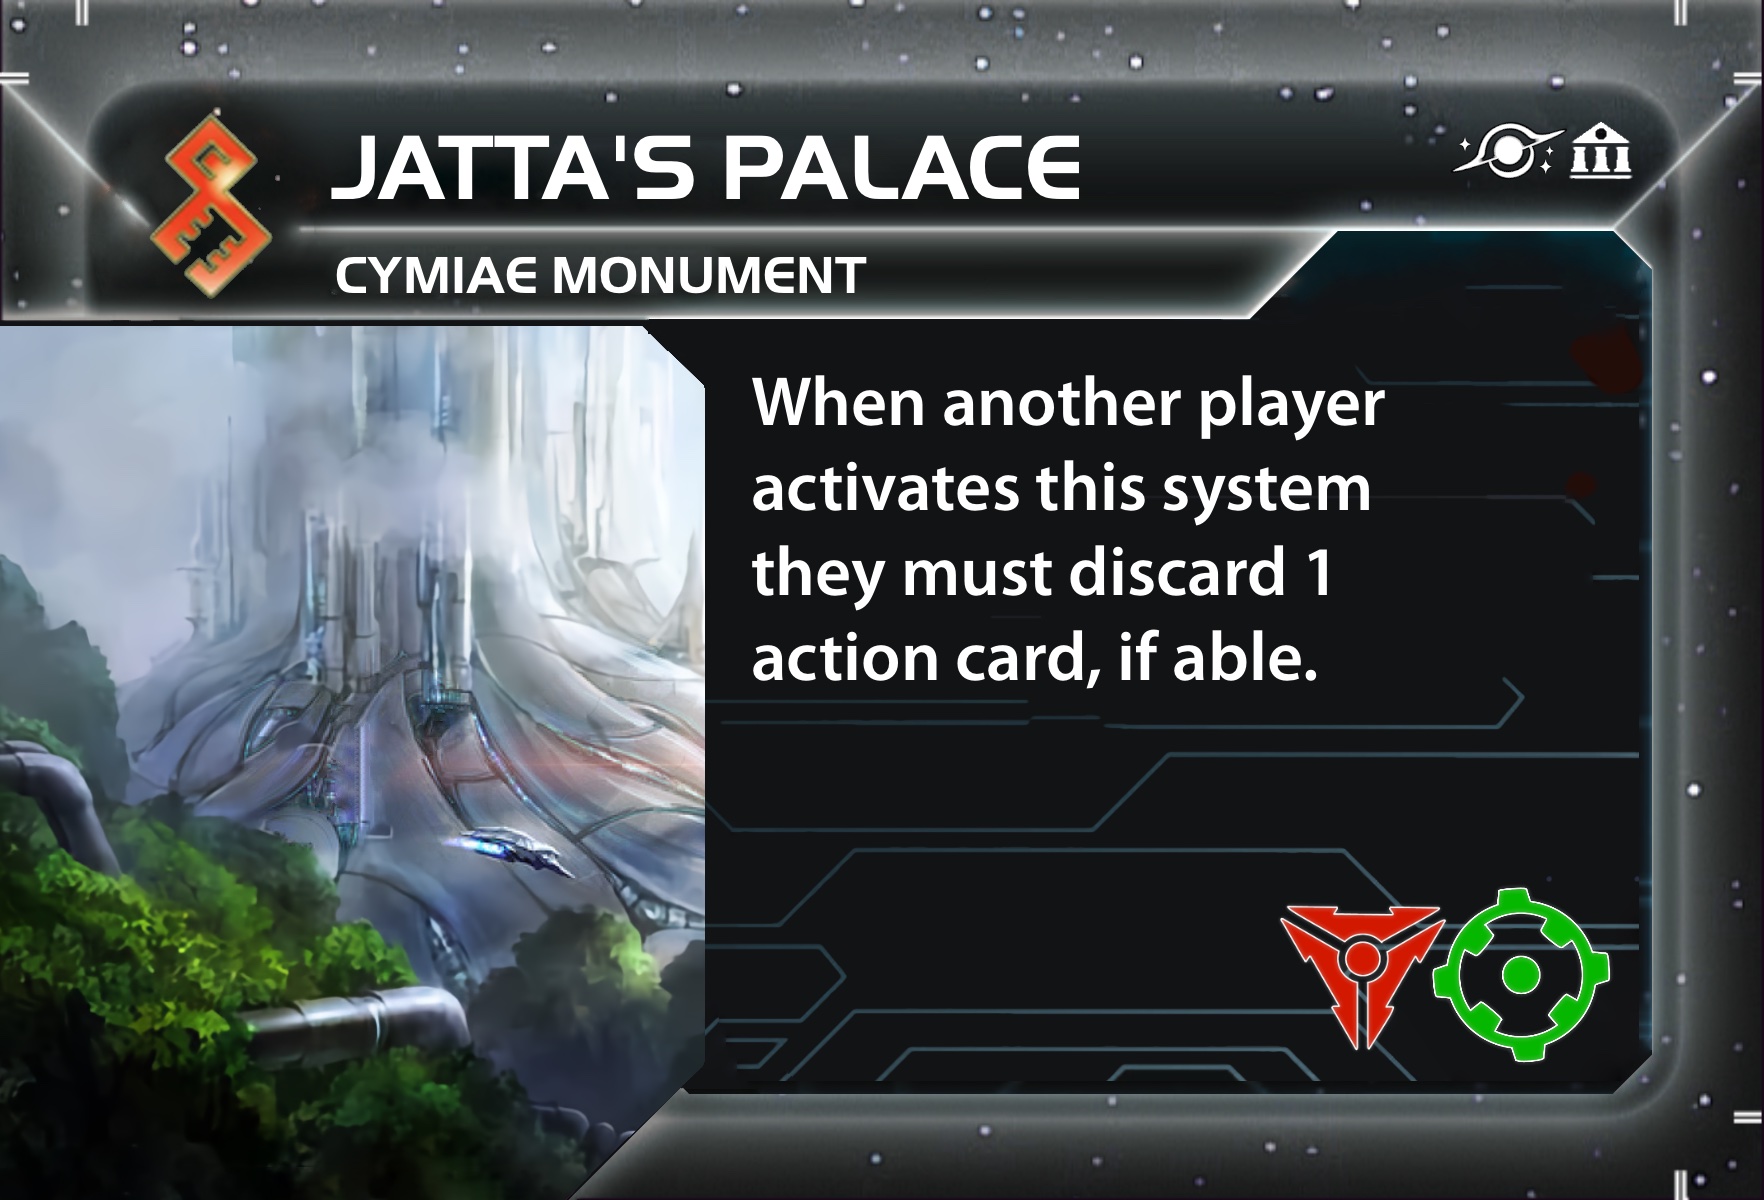 JATTA'S PALACE
CYMIAE MONUMENT
When another player
activates this system
they must discard 1
action card, if able.